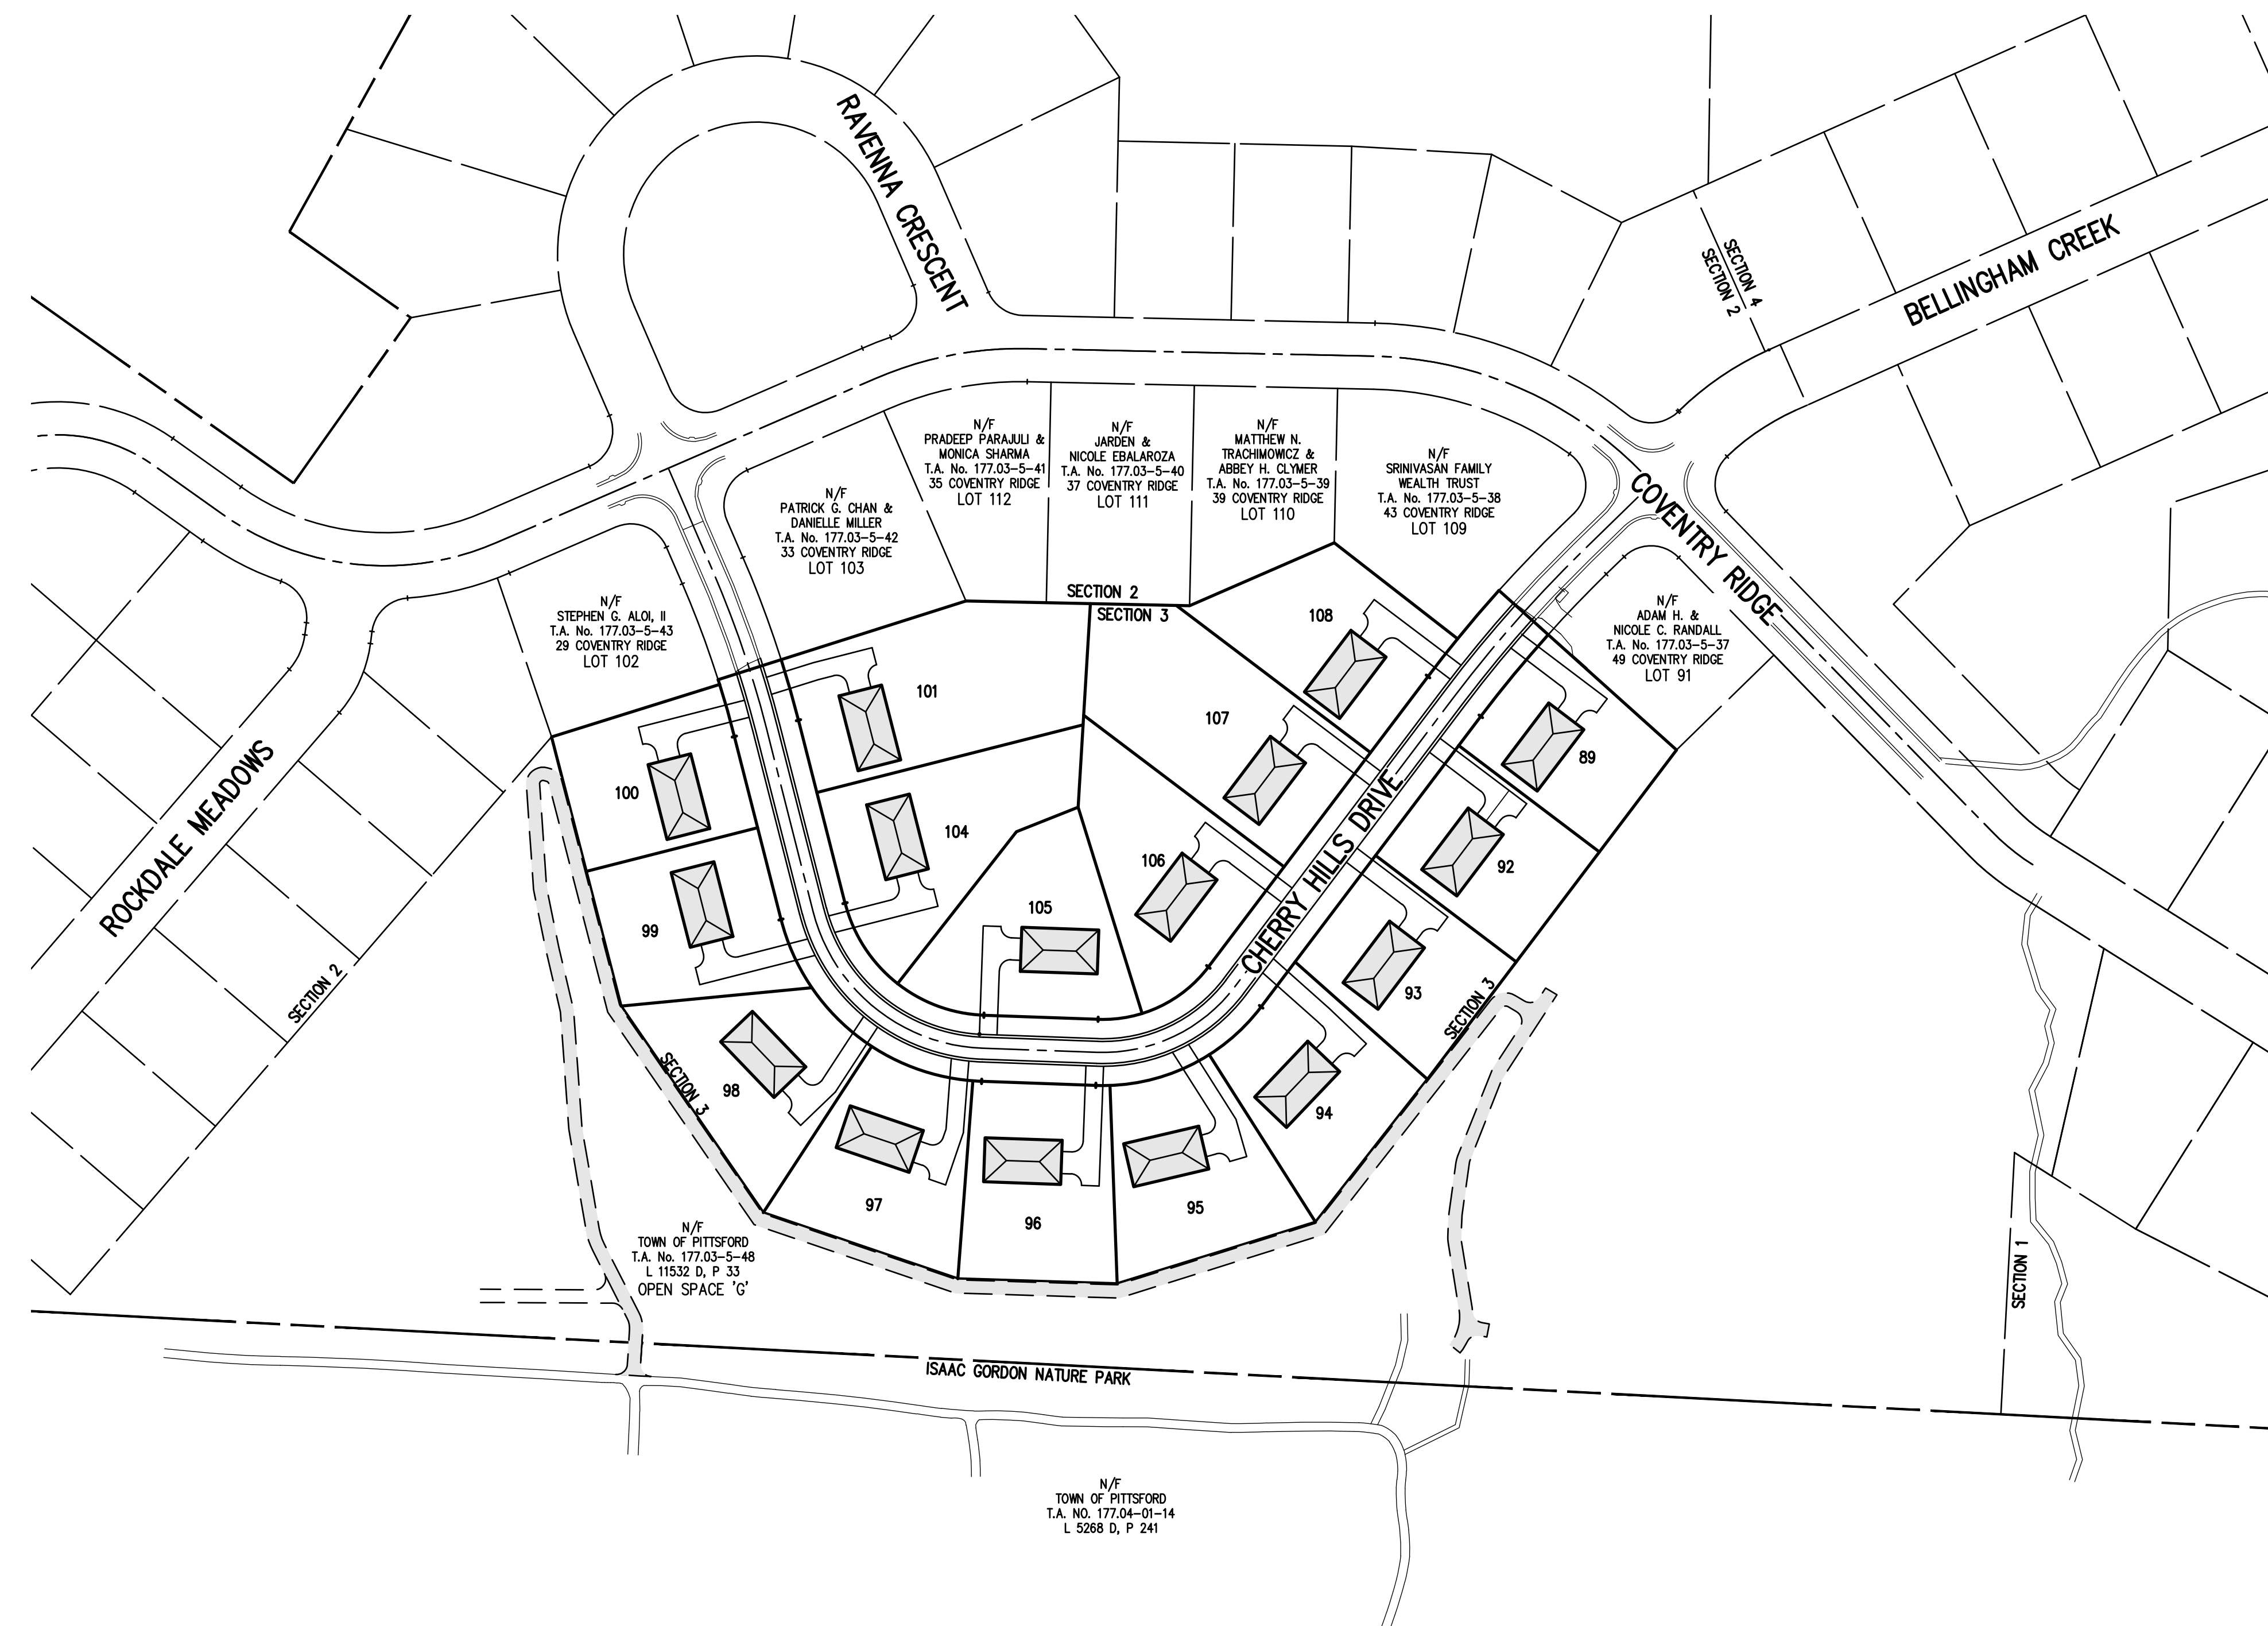 RAVENNA CRESCENT
SECTION 4
SECTION 2
BELLINGHAM CREEK
N/F
PRADEEP PARAJULI &
MONICA SHARMA
T.A. No. 177.03-5-41
35 COVENTRY RIDGE
LOT 112
N/F
JARDEN &
NICOLE EBALAROZA
T.A. No. 177.03-5-40
37 COVENTRY RIDGE
LOT 111
N/F
MATTHEW N.
TRACHIMOWICZ &
ABBEY H. CLYMER
T.A. No. 177.03-5-39
39 COVENTRY RIDGE
LOT 110
N/F
SRINIVASAN FAMILY
WEALTH TRUST
T.A. No. 177.03-5-38
43 COVENTRY RIDGE
LOT 109
N/F
PATRICK G. CHAN &
DANIELLE MILLER
T.A. No. 177.03-5-42
33 COVENTRY RIDGE
LOT 103
COVENTRY RIDGE
N/F
STEPHEN G. ALOI, II
T.A. No. 177.03-5-43
29 COVENTRY RIDGE
LOT 102
SECTION 2
SECTION 3
N/F
ADAM H. &
NICOLE C. RANDALL
T.A. No. 177.03-5-37
49 COVENTRY RIDGE
LOT 91
108
101
107
89
100
104
92
106
105
99
93
98
94
97
95
96
ROCKDALE MEADOWS
CHERRY HILLS DRIVE
SECTION 2
SECTION 3
SECTION 3
SECTION 1
N/F
TOWN OF PITTSFORD
T.A. No. 177.03-5-48
L 11532 D, P 33
OPEN SPACE 'G'
ISAAC GORDON NATURE PARK
N/F
TOWN OF PITTSFORD
T.A. NO. 177.04-01-14
L 5268 D, P 241